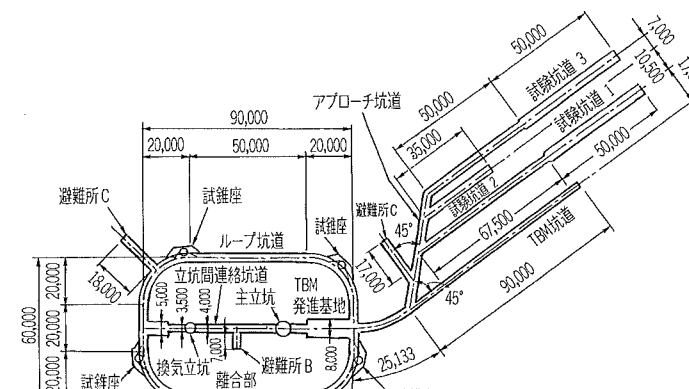 50,000
7,000
試験坑道 3
10,500
17,
90,000
アプローチ坑道
50,000
試験坑道 1
20,000
50,000
20,000
35,000
50,000
避難所C
試錐座
試験坑道 2
ループ坑道
試錐座
避難所C
45°
67,500
TBM坑道
18,000
立坑間連絡坑道
TBM
発進基地
17,000
90,000
45°
60,000
20,000
20,000
20,000
5,000
3,500
4,000
主立坑
7,000
8,000
換気立坑
避難所B
25,133
試錐座
離合部